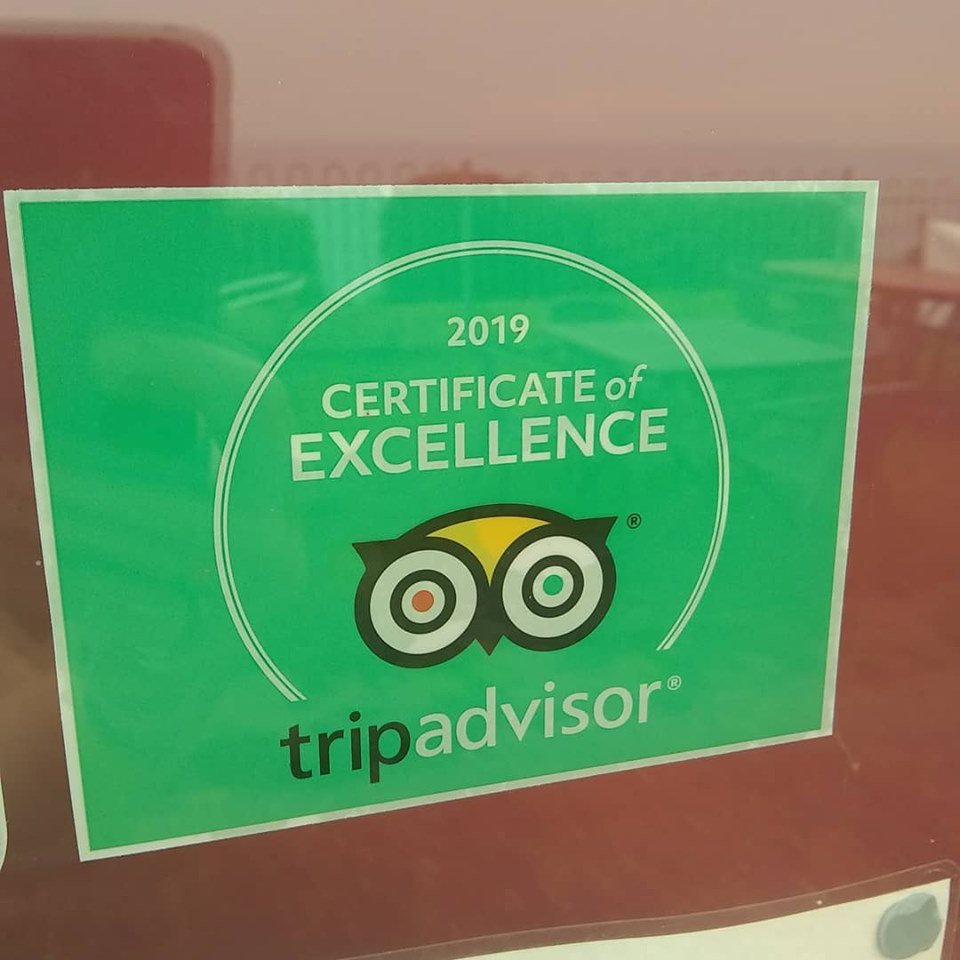 2019
CERTIFICATE of
EXCELLENCE
®
tripadvisor®